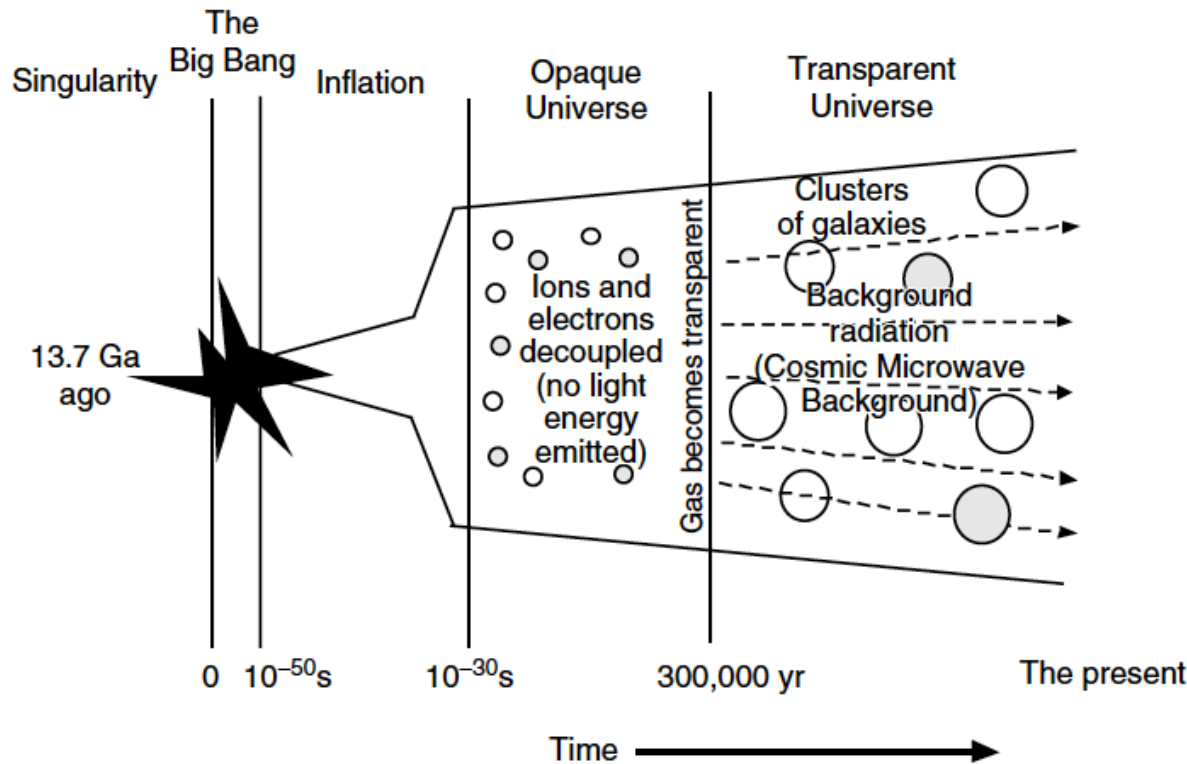 The
Big Bang
Singularity
Inflation
Opaque
Universe
Transparent
Universe
13.7 Ga
ago
Ions and
electrons
decoupled
(no light
energy
emitted)
Gas becomes transparent
Clusters
of galaxies
Background
radiation
(Cosmic Microwave
Background)
0
10⁻⁵⁰s
10⁻³⁰s
300,000 yr
The present
Time